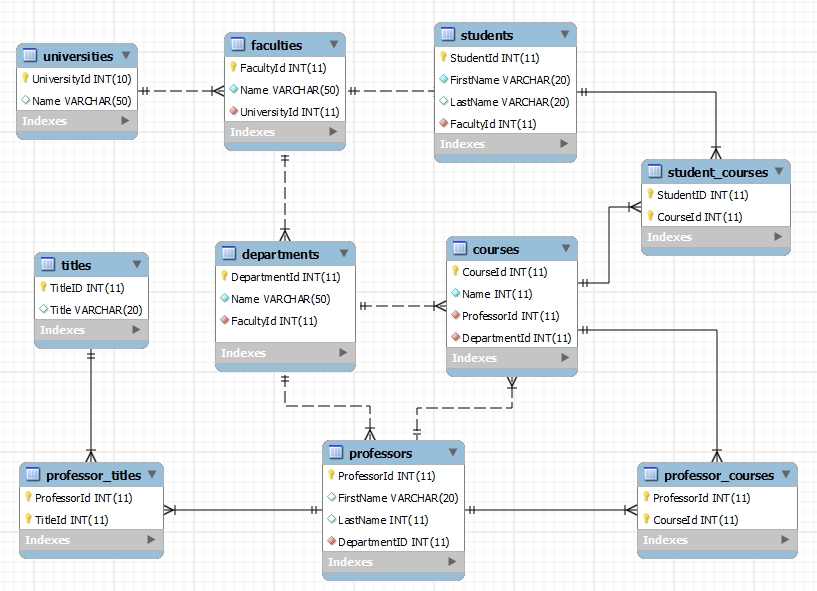 universities
UniversityId INT(10)
Name VARCHAR(50)
Indexes
faculties
FacultyId INT(11)
Name VARCHAR(50)
UniversityId INT(11)
Indexes
students
StudentId INT(11)
FirstName VARCHAR(20)
LastName VARCHAR(20)
FacultyId INT(11)
Indexes
student_courses
StudentID INT(11)
CourseId INT(11)
Indexes
titles
TitleID INT(11)
Title VARCHAR(20)
Indexes
departments
DepartmentId INT(11)
Name VARCHAR(50)
FacultyId INT(11)
Indexes
courses
CourseId INT(11)
Name INT(11)
ProfessorId INT(11)
DepartmentId INT(11)
Indexes
professor_titles
ProfessorId INT(11)
TitleId INT(11)
Indexes
professors
ProfessorId INT(11)
FirstName VARCHAR(20)
LastName INT(11)
DepartmentID INT(11)
Indexes
professor_courses
ProfessorId INT(11)
CourseId INT(11)
Indexes